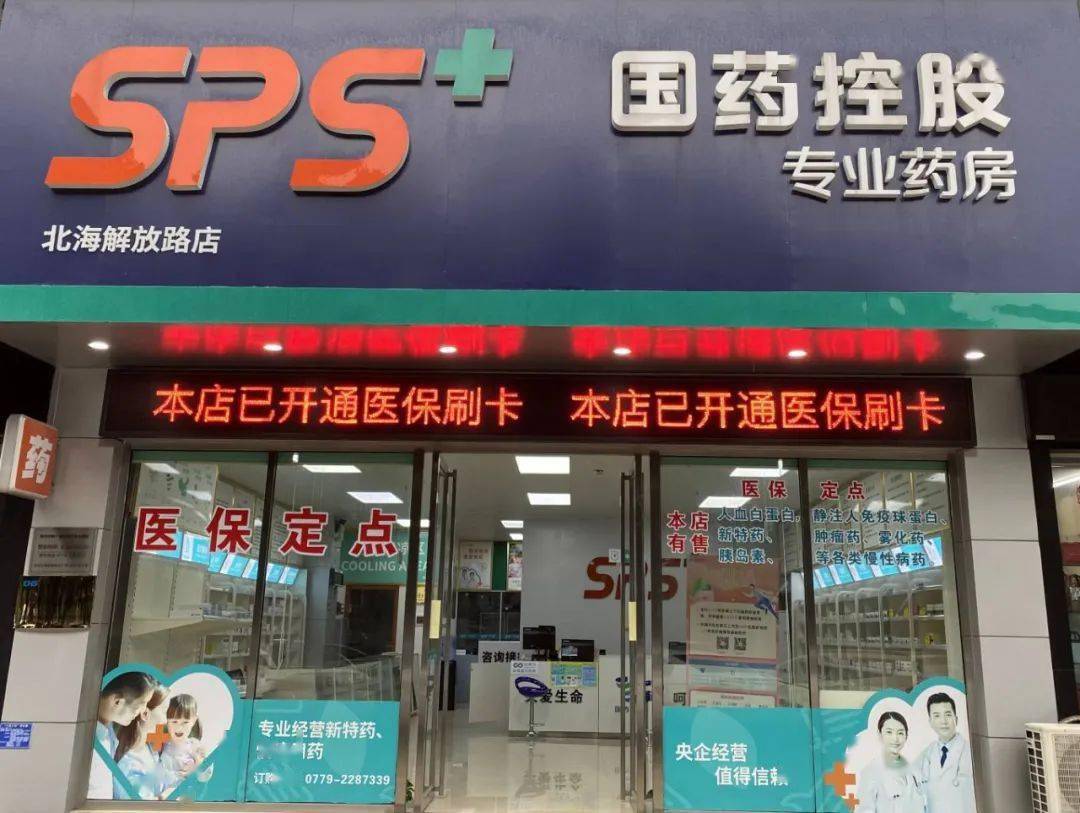 SPS+
国药控股
专业药房
北海解放路店
本店已开通医保刷卡 本店已开通医保刷卡
药
医保定点
COOLING AREA
SPS
医保 定点
本店有售
人血白蛋白,静注人免疫球蛋白、
新特药、肿瘤药、雾化药、
胰岛素、等各类慢性病药
咨询接
爱生命
专业经营新特药、
药
0779-2287339
央企经营
值得信赖